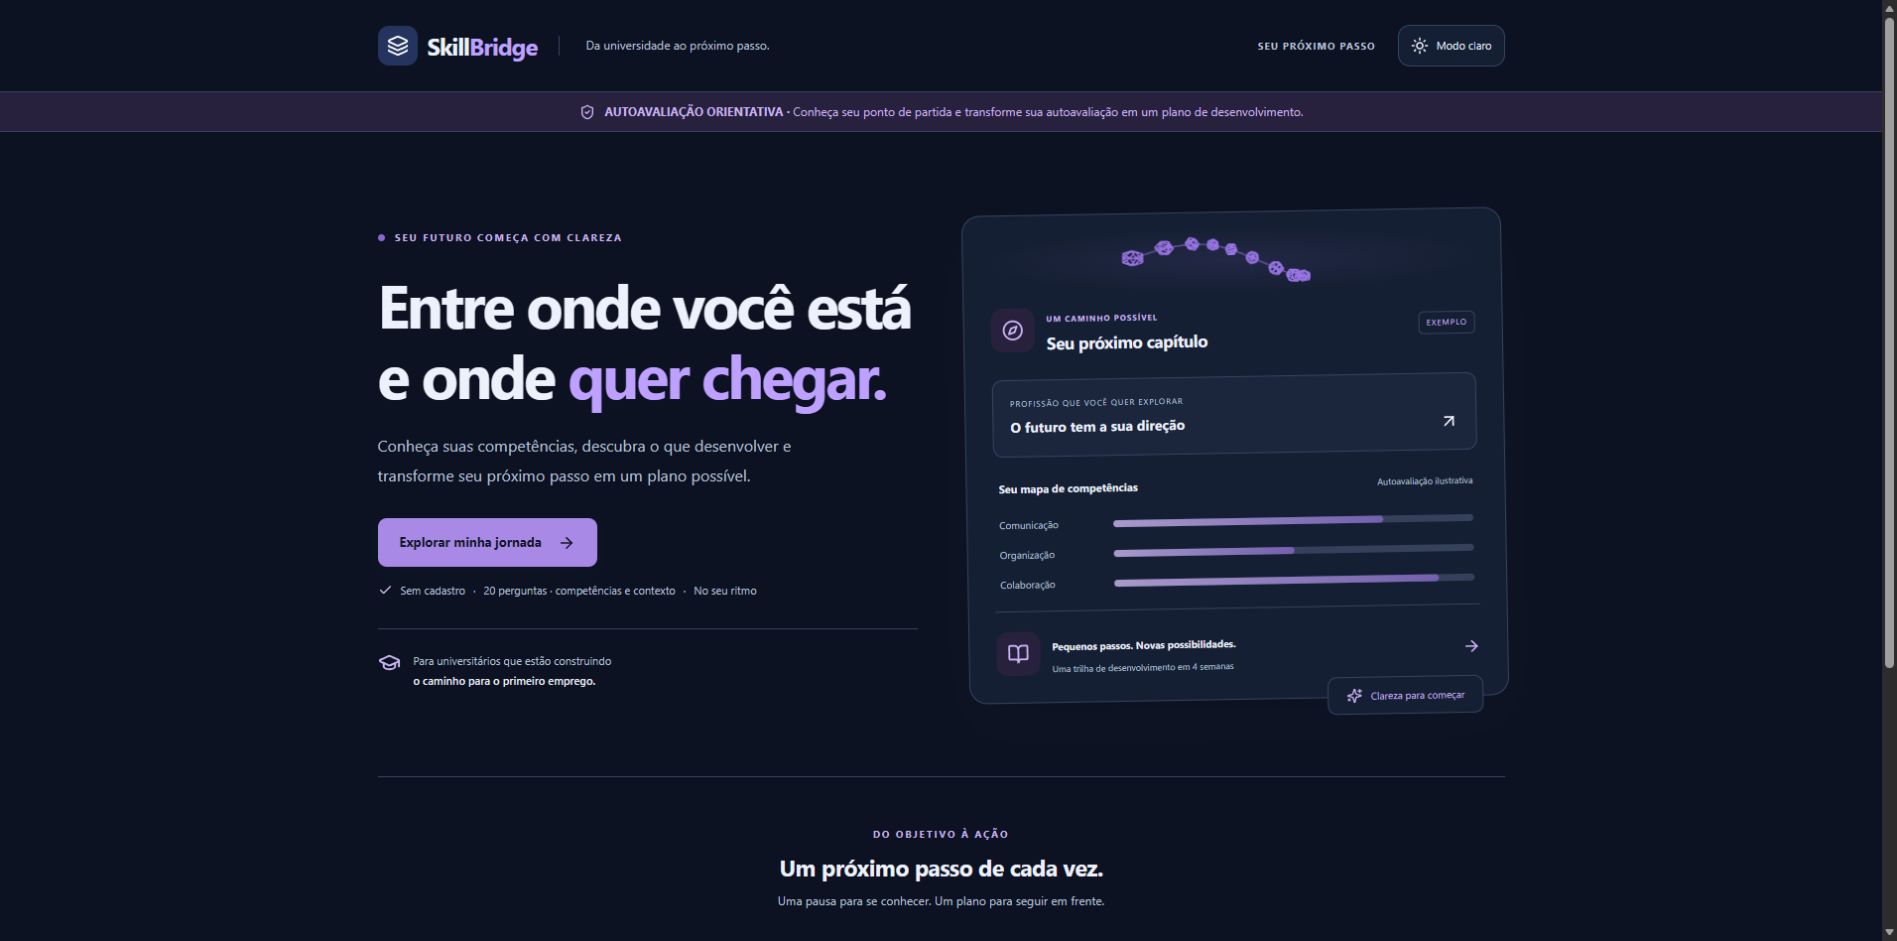 SkillBridge
Da universidade ao próximo passo.
SEU PRÓXIMO PASSO
Modo claro
AUTOAVALIAÇÃO ORIENTATIVA · Conheça seu ponto de partida e transforme sua autoavaliação em um plano de desenvolvimento.
SEU FUTURO COMEÇA COM CLAREZA
Entre onde você está
e onde quer chegar.
Conheça suas competências, descubra o que desenvolver e
transforme seu próximo passo em um plano possível.
Explorar minha jornada
Sem cadastro · 20 perguntas · competências e contexto · No seu ritmo
Para universitários que estão construindo
o caminho para o primeiro emprego.
UM CAMINHO POSSÍVEL
Seu próximo capítulo
EXEMPLO
PROFISSÃO QUE VOCÊ QUER EXPLORAR
O futuro tem a sua direção
Seu mapa de competências
Autoavaliação ilustrativa
Comunicação
Organização
Colaboração
Pequenos passos. Novas possibilidades.
Uma trilha de desenvolvimento em 4 semanas
Clareza para começar
DO OBJETIVO À AÇÃO
Um próximo passo de cada vez.
Uma pausa para se conhecer. Um plano para seguir em frente.